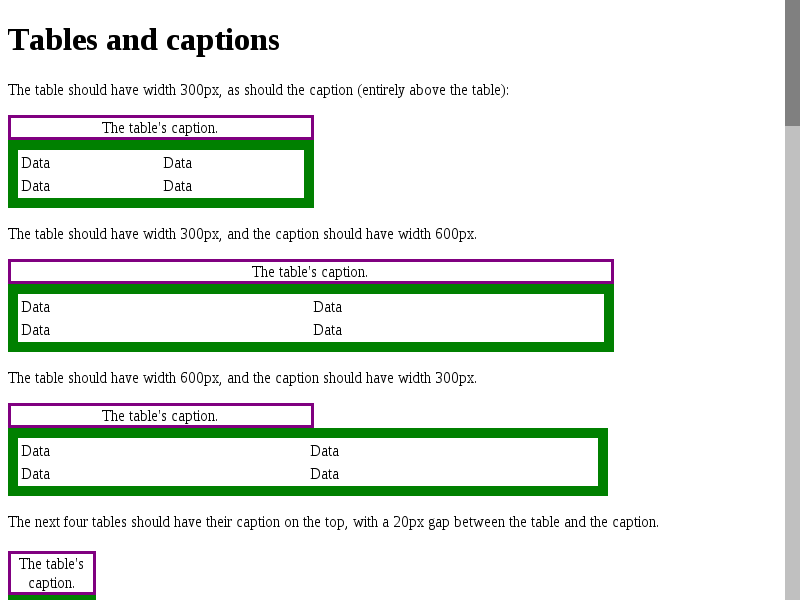 Tables and captions
The table should have width 300px, as should the caption (entirely above the table):
The table's caption.
Data Data
Data Data
The table should have width 300px, and the caption should have width 600px.
The table's caption.
Data Data
Data Data
The table should have width 600px, and the caption should have width 300px.
The table's caption.
Data Data
Data Data
The next four tables should have their caption on the top, with a 20px gap between the table and the caption.
The table's
caption.